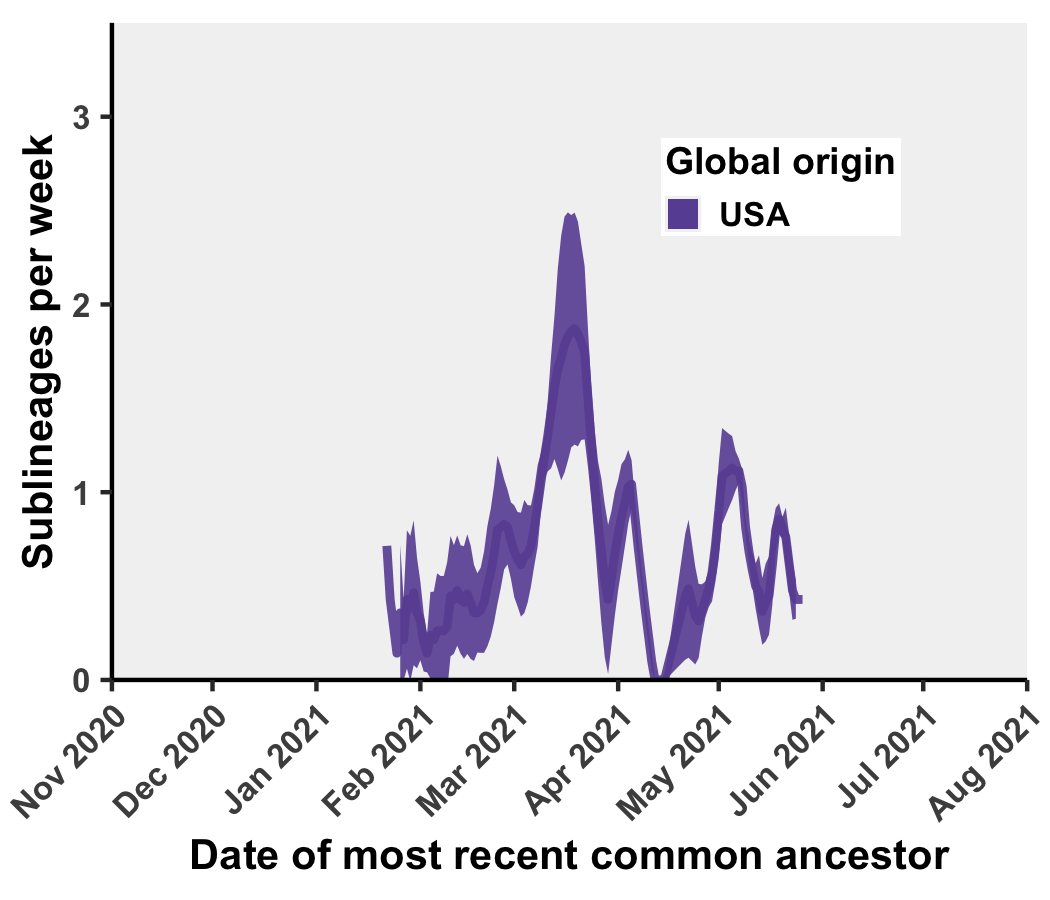 Sublineages per week
3
2
1
0
Global origin
USA
Nov 2020
Dec 2020
Jan 2021
Feb 2021
Mar 2021
Apr 2021
May 2021
Jun 2021
Jul 2021
Aug 2021
Date of most recent common ancestor